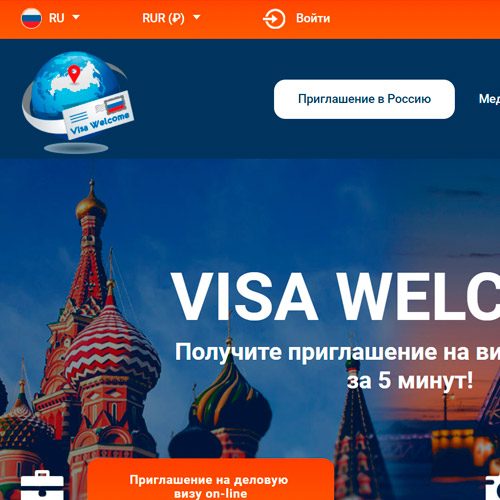 RU
RUR (₽)
Войти
Visa Welcome
Приглашение в Россию
Ме
VISA WELC
Получите приглашение на ви
за 5 минут!
Приглашение на деловую
визу on-line